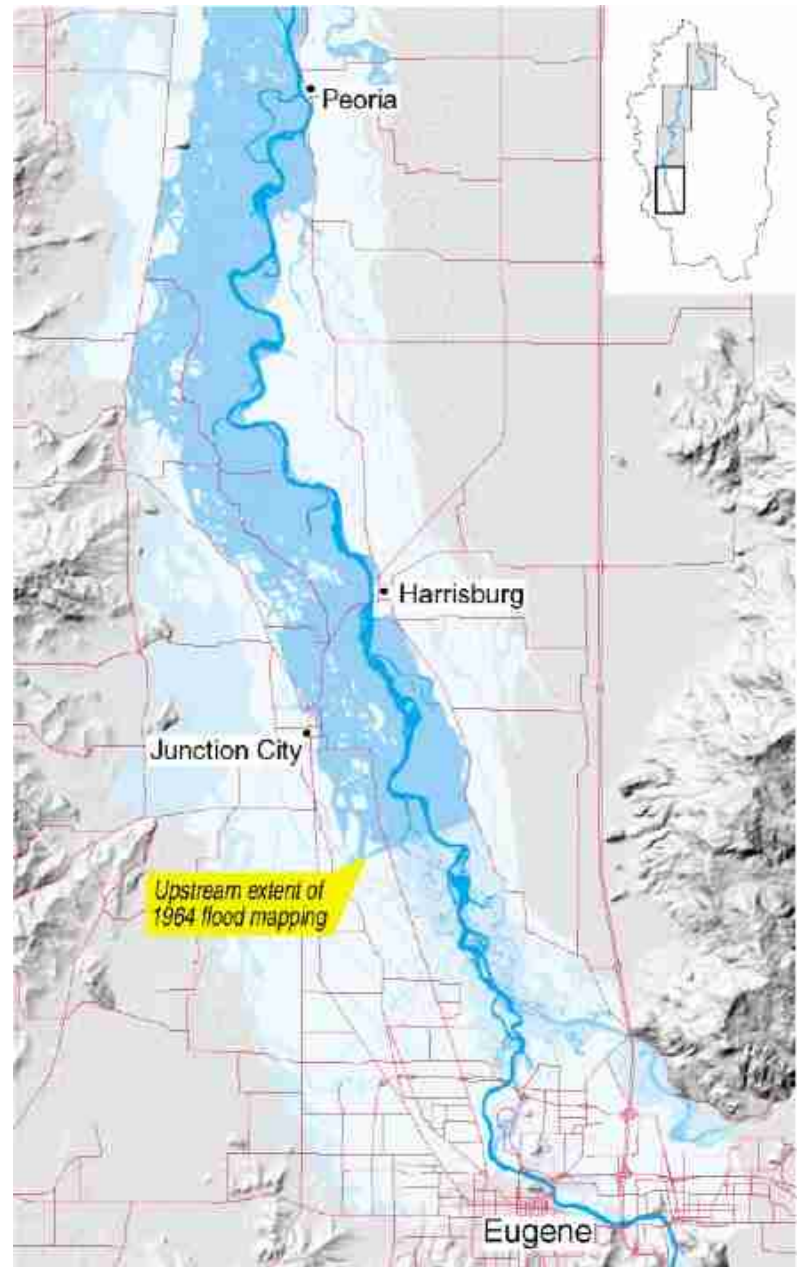 Peoria
Harrisburg
Junction City
Upstream extent of
1964 flood mapping
Eugene